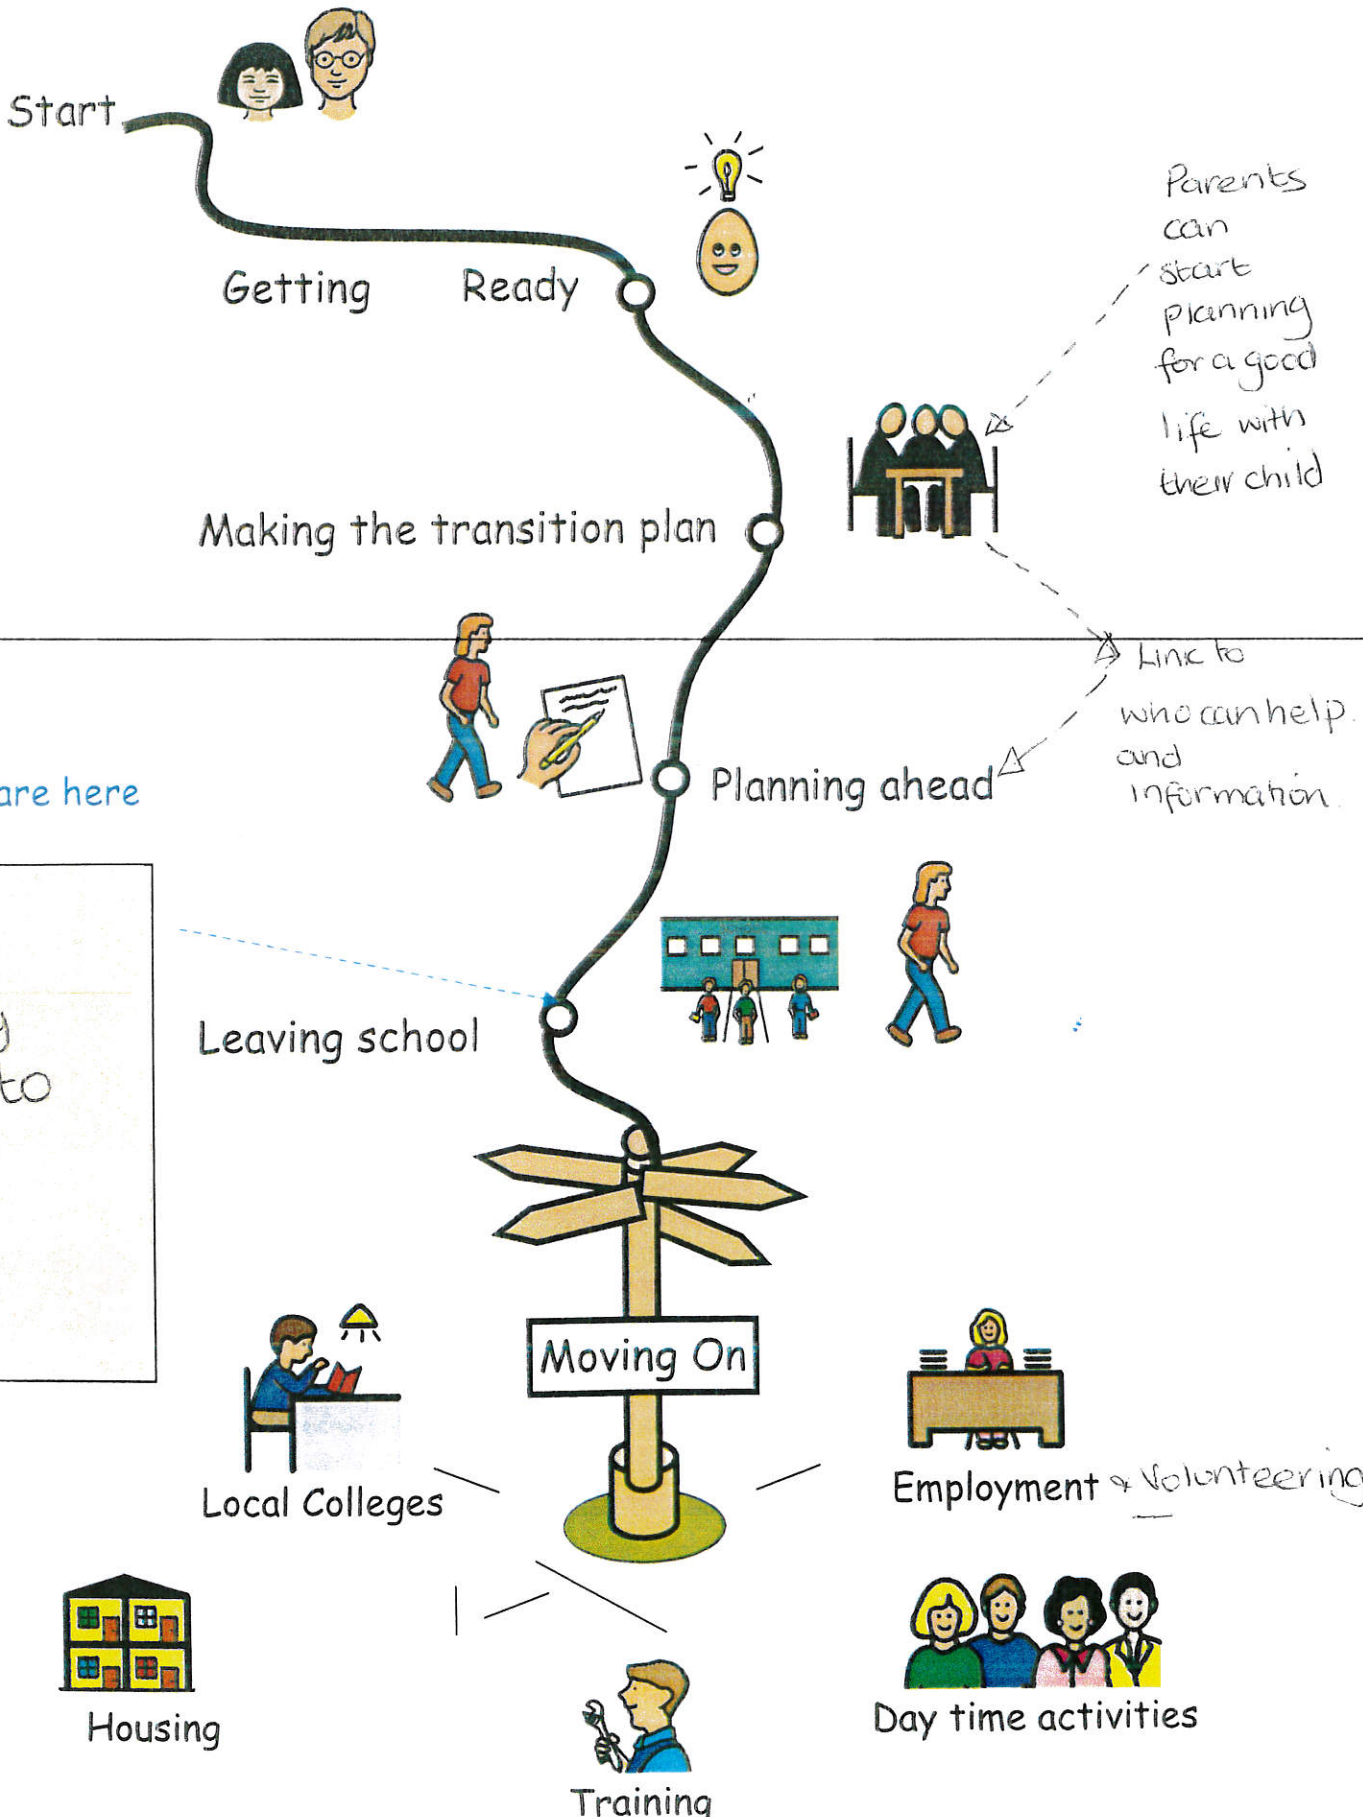 Start
Getting Ready
Parents
can
start
planning
for a good
life with
their child
Making the transition plan
Link to
who can help.
and
information.
Planning ahead
are here
to
Leaving school
Moving On
Local Colleges
Employment & Volunteering
Housing
Day time activities
Training